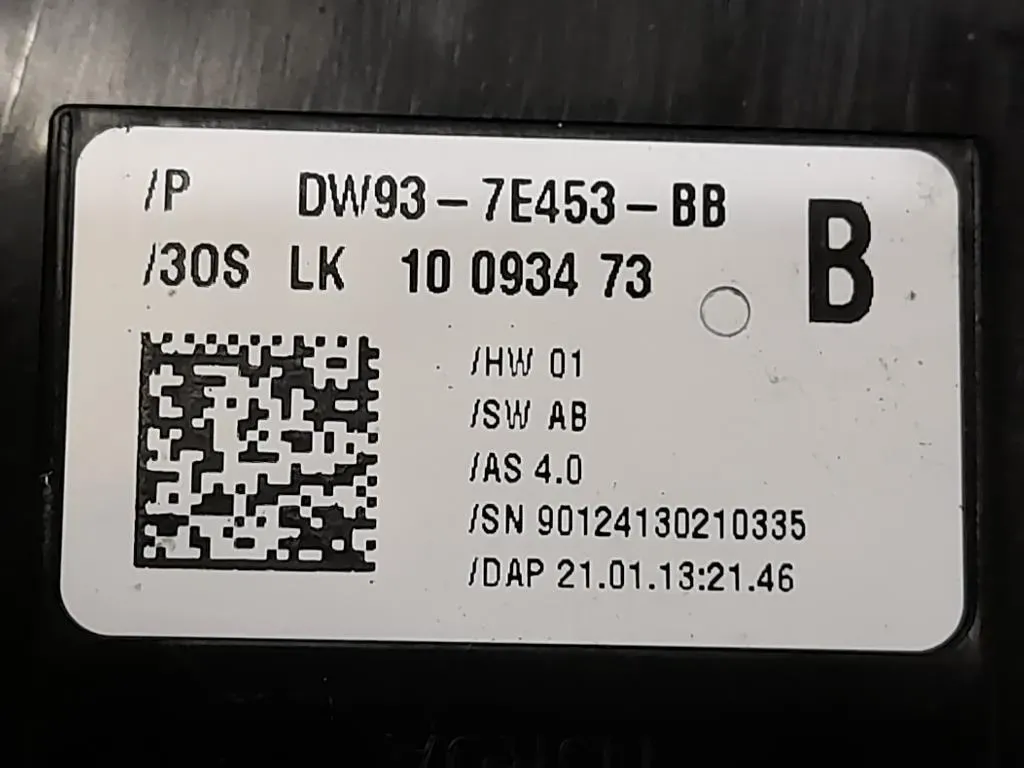 /P DW93-7E453-BB
B
/3OS LK 10 0934 73
/HW 01
/SW AB
/AS 4.0
/SN 90124130210335
/DAP 21.01.13:21.46